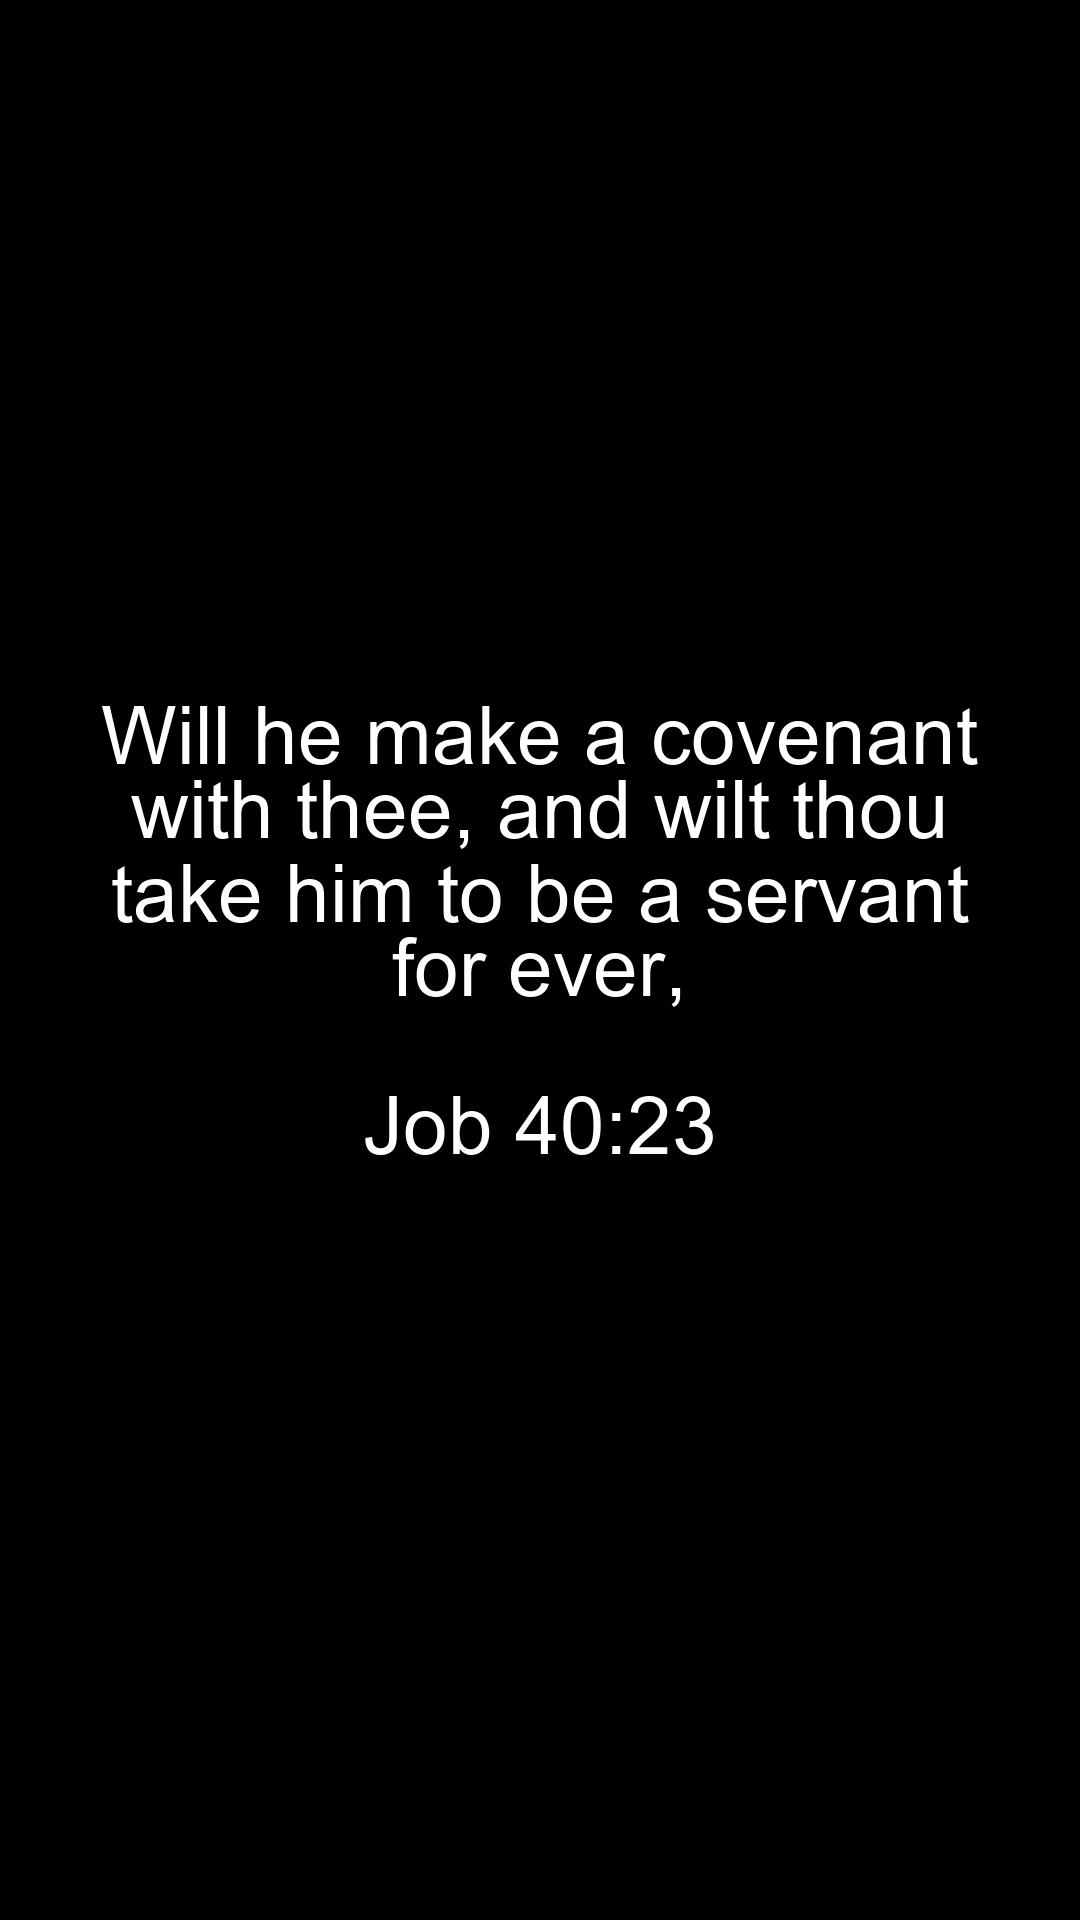 Will he make a covenant
with thee, and wilt thou
take him to be a servant
for ever,
Job 40:23